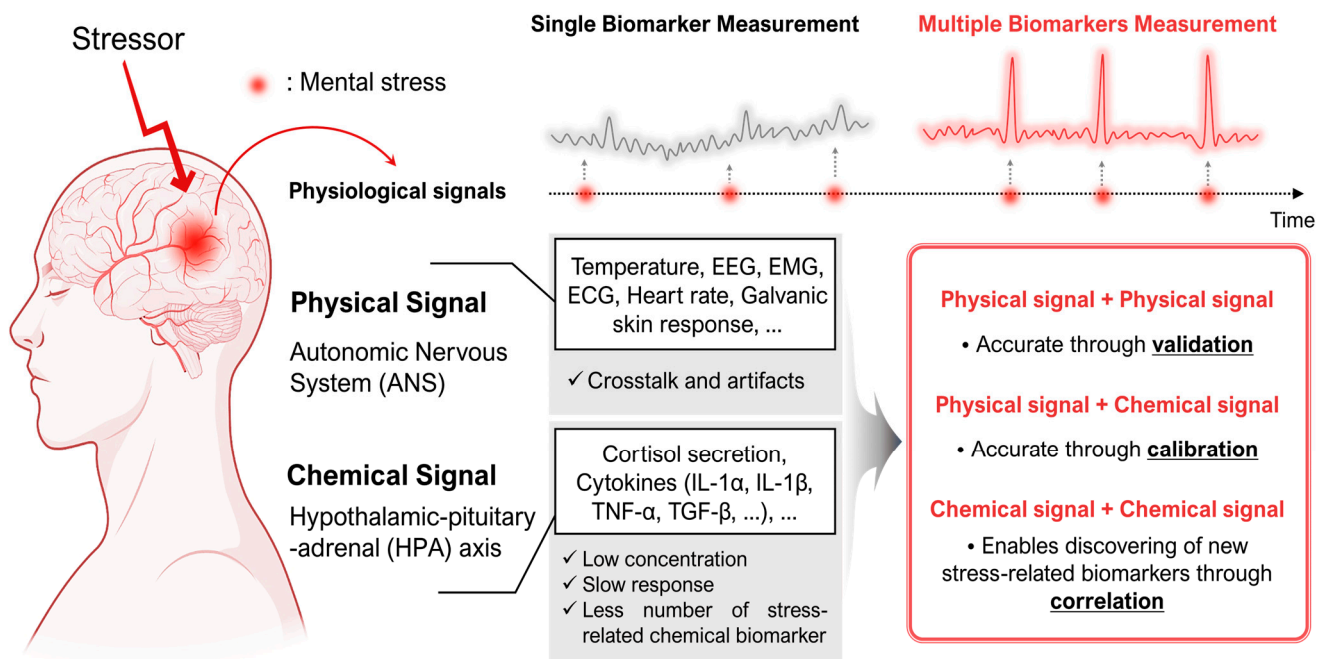 Stressor
: Mental stress
Physiological signals
Single Biomarker Measurement
Multiple Biomarkers Measurement
Time
Physical Signal
Autonomic Nervous
System (ANS)
Temperature, EEG, EMG,
ECG, Heart rate, Galvanic
skin response, ...
✓ Crosstalk and artifacts
Chemical Signal
Hypothalamic-pituitary
-adrenal (HPA) axis
Cortisol secretion,
Cytokines (IL-1α, IL-1β,
TNF-α, TGF-β, ...), ...
✓ Low concentration
✓ Slow response
✓ Less number of stress-
related chemical biomarker
Physical signal + Physical signal
• Accurate through validation
Physical signal + Chemical signal
• Accurate through calibration
Chemical signal + Chemical signal
• Enables discovering of new
stress-related biomarkers through
correlation